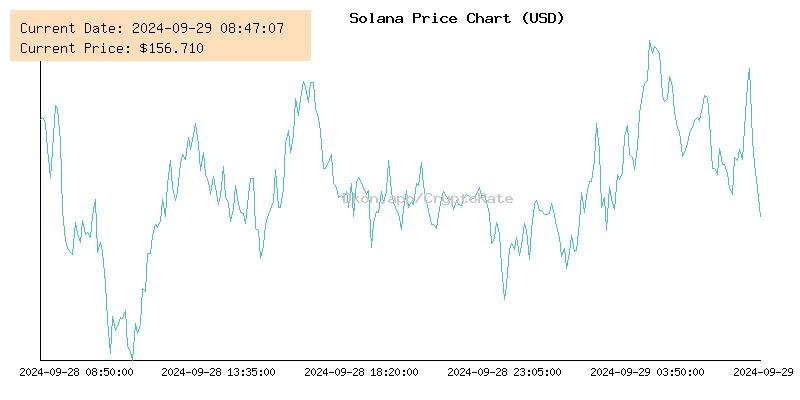 Solana Price Chart (USD)
Current Date: 2024-09-29 08:47:07
Current Price: $156.710
2024-09-28 08:50:00
2024-09-28 13:35:00
2024-09-28 18:20:00
2024-09-28 23:05:00
2024-09-29 03:50:00
2024-09-29